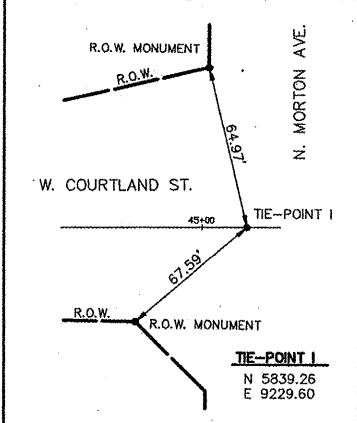 R.O.W. MONUMENT
R.O.W.
N. MORTON AVE.
64.97'
W. COURTLAND ST.
45+00
TIE-POINT I
67.59'
R.O.W.
R.O.W. MONUMENT
TIE-POINT I
N 5839.26
E 9229.60